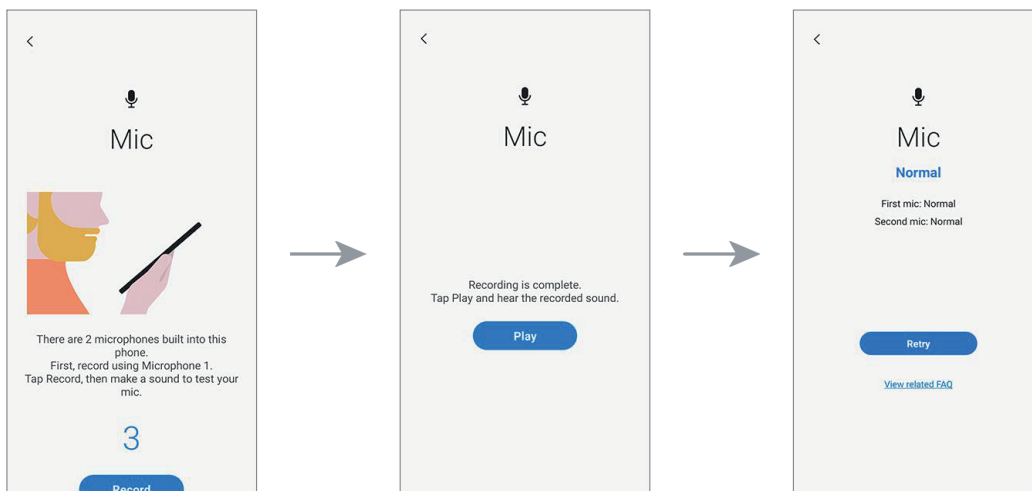 Mic
There are 2 microphones built into this
phone.
First, record using Microphone 1.
Tap Record, then make a sound to test your
mic.
3
Record
Mic
Recording is complete.
Tap Play and hear the recorded sound.
Play
Mic
Normal
First mic: Normal
Second mic: Normal
Retry
View related FAQ